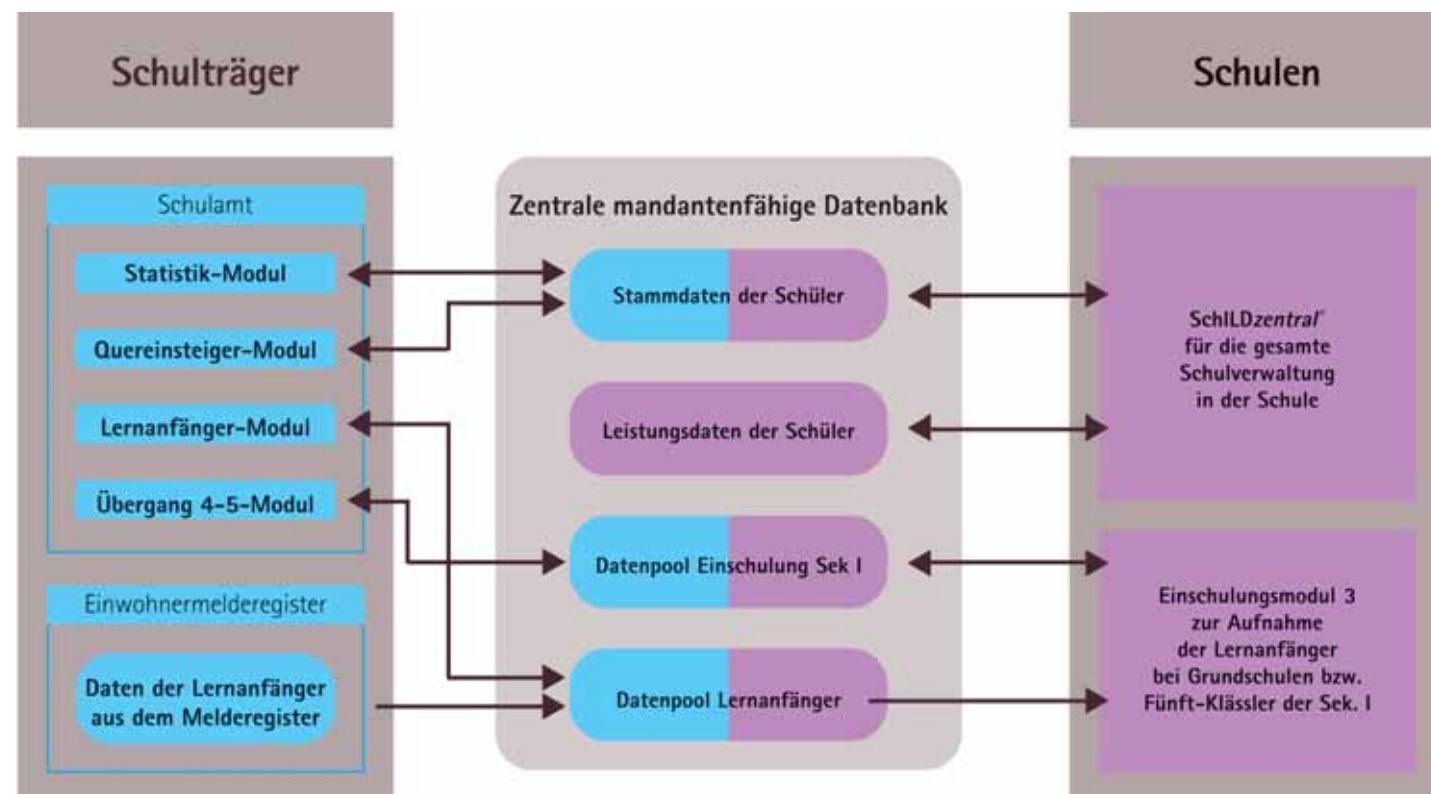 Schulträger
Schulen
Schulamt
Statistik-Modul
Quereinsteiger-Modul
Lernanfänger-Modul
Übergang 4-5-Modul
Einwohnermelderegister
Daten der Lernanfänger
aus dem Melderegister
Zentrale mandantenfähige Datenbank
Stammdaten der Schüler
Leistungsdaten der Schüler
Datenpool Einschulung Sek I
Datenpool Lernanfänger
SchILDzentral®
für die gesamte
Schulverwaltung
in der Schule
Einschulungsmodul 3
zur Aufnahme
der Lernanfänger
bei Grundschulen bzw.
Fünft-Klässler der Sek. I